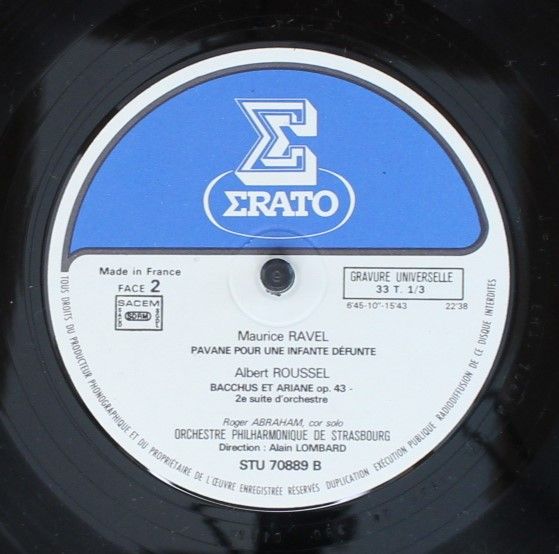 ΣRATO
Made in France
FACE 2
SACEM
SDRM
GRAVURE UNIVERSELLE
33 T. 1/3
6'45-10"-15'43 22'38
Maurice RAVEL
PAVANE POUR UNE INFANTE DÉFUNTE
Albert ROUSSEL
BACCHUS ET ARIANE op. 43 -
2e suite d'orchestre
Roger ABRAHAM, cor solo
ORCHESTRE PHILHARMONIQUE DE STRASBOURG
Direction : Alain LOMBARD
STU 70889 B
TOUS DROITS DU PRODUCTEUR PHONOGRAPHIQUE ET DU PROPRIÉTAIRE DE L'ŒUVRE ENREGISTRÉE RÉSERVÉS DUPLICATION EXÉCUTION PUBLIQUE RADIODIFFUSION DE CE DISQUE INTERDITES